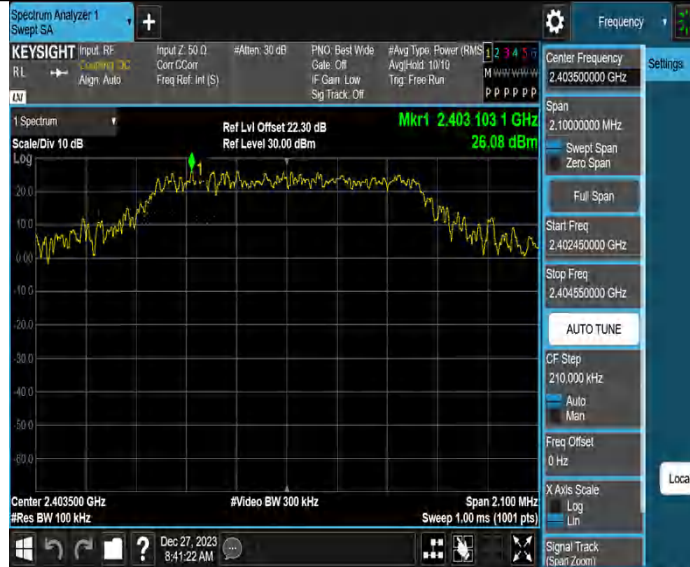 Spectrum Analyzer 1
Swept SA
+
Frequency
KEYSIGHT
RL
Input: RF
Coupling: DC
Align: Auto
Input Z: 50 Ω
Corr CCorr
Freq Ref: Int (S)
#Atten: 30 dB
PNO: Best Wide
Gate: Off
IF Gain: Low
Sig Track: Off
#Avg Type: Power (RMS
Avg|Hold: 10/10
Trig: Free Run
1 2 3 4 5 6
M W W W W W
P P P P P P
LXI
1 Spectrum
Scale/Div 10 dB
Log
Ref Lvl Offset 22.30 dB
Ref Level 30.00 dBm
Mkr1 2.403 103 1 GHz
26.08 dBm
1
20.0
10.0
0.00
-10.0
-20.0
-30.0
-40.0
-50.0
-60.0
Center 2.403500 GHz
#Res BW 100 kHz
#Video BW 300 kHz
Span 2.100 MHz
Sweep 1.00 ms (1001 pts)
Center Frequency
2.403500000 GHz
Span
2.10000000 MHz
Swept Span
Zero Span
Full Span
Start Freq
2.402450000 GHz
Stop Freq
2.404550000 GHz
AUTO TUNE
CF Step
210.000 kHz
Auto
Man
Freq Offset
0 Hz
X Axis Scale
Log
Lin
Signal Track
(Span Zoom)
Settings
Loca
?
Dec 27, 2023
8:41:22 AM